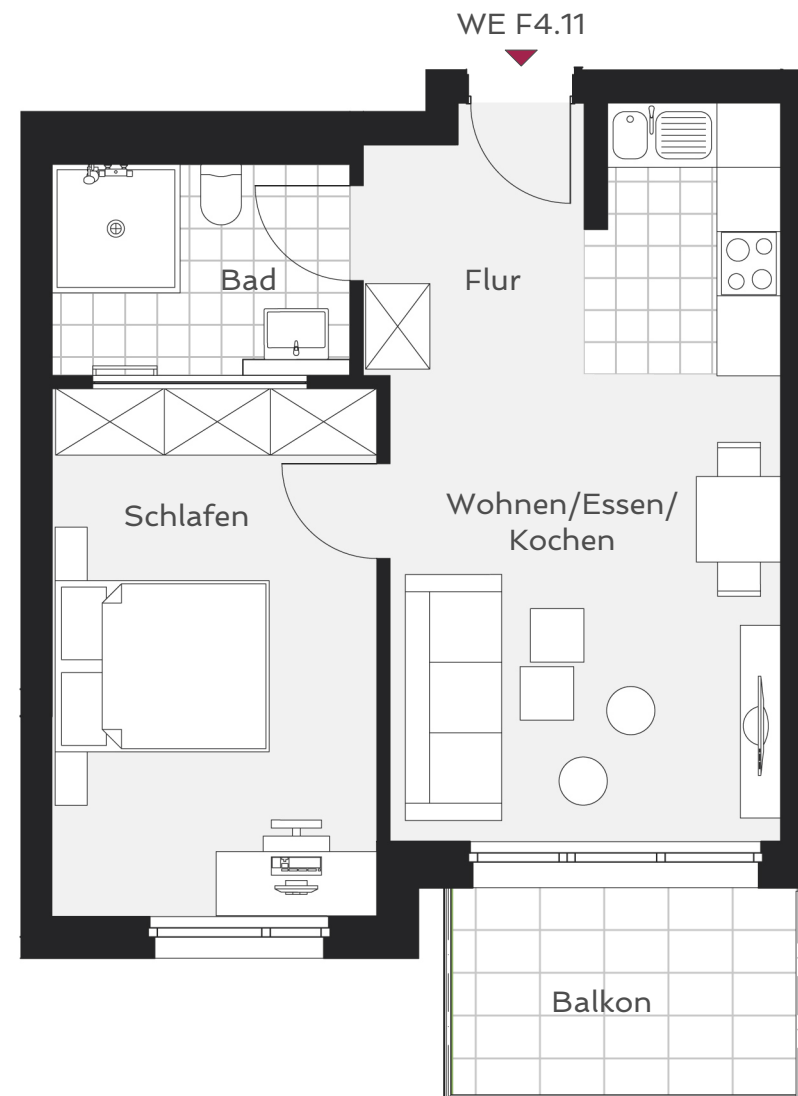 WE F4.11
Bad
Flur
Schlafen
Wohnen/Essen/
Kochen
Balkon